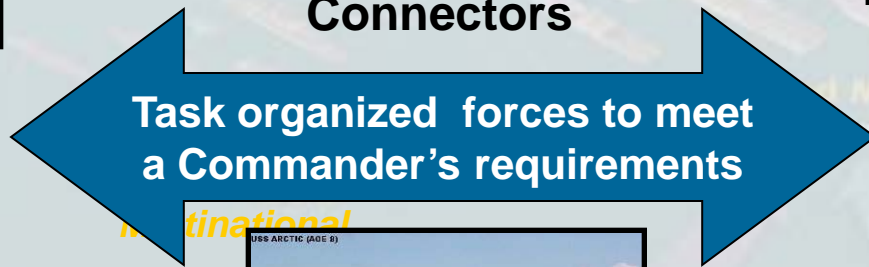 Connectors
Task organized forces to meet
a Commander's requirements
USS ARCTIC (AOE 8)